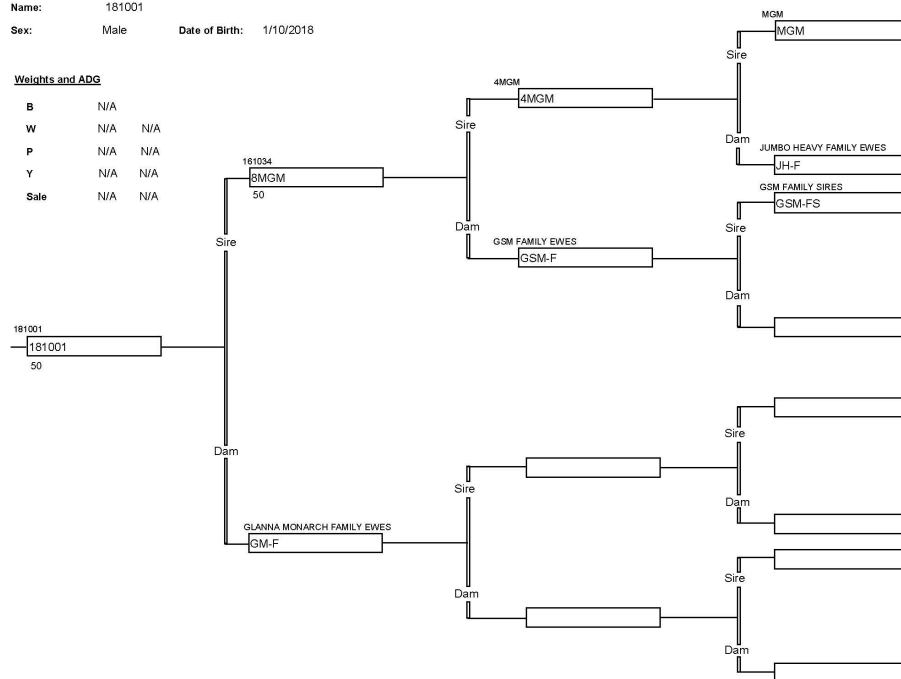 Name: 181001
Sex: Male Date of Birth: 1/10/2018
Weights and ADG
B N/A
W N/A N/A
P N/A N/A
Y N/A N/A
Sale N/A N/A
181001
181001
50
Sire
Dam
161034
8MGM
50
GLANNA MONARCH FAMILY EWES
GM-F
Sire
Dam
Sire
Dam
4MGM
4MGM
GSM FAMILY EWES
GSM-F
Sire
Dam
Sire
Dam
Sire
Dam
Sire
Dam
MGM
MGM
JUMBO HEAVY FAMILY EWES
JH-F
GSM FAMILY SIRES
GSM-FS